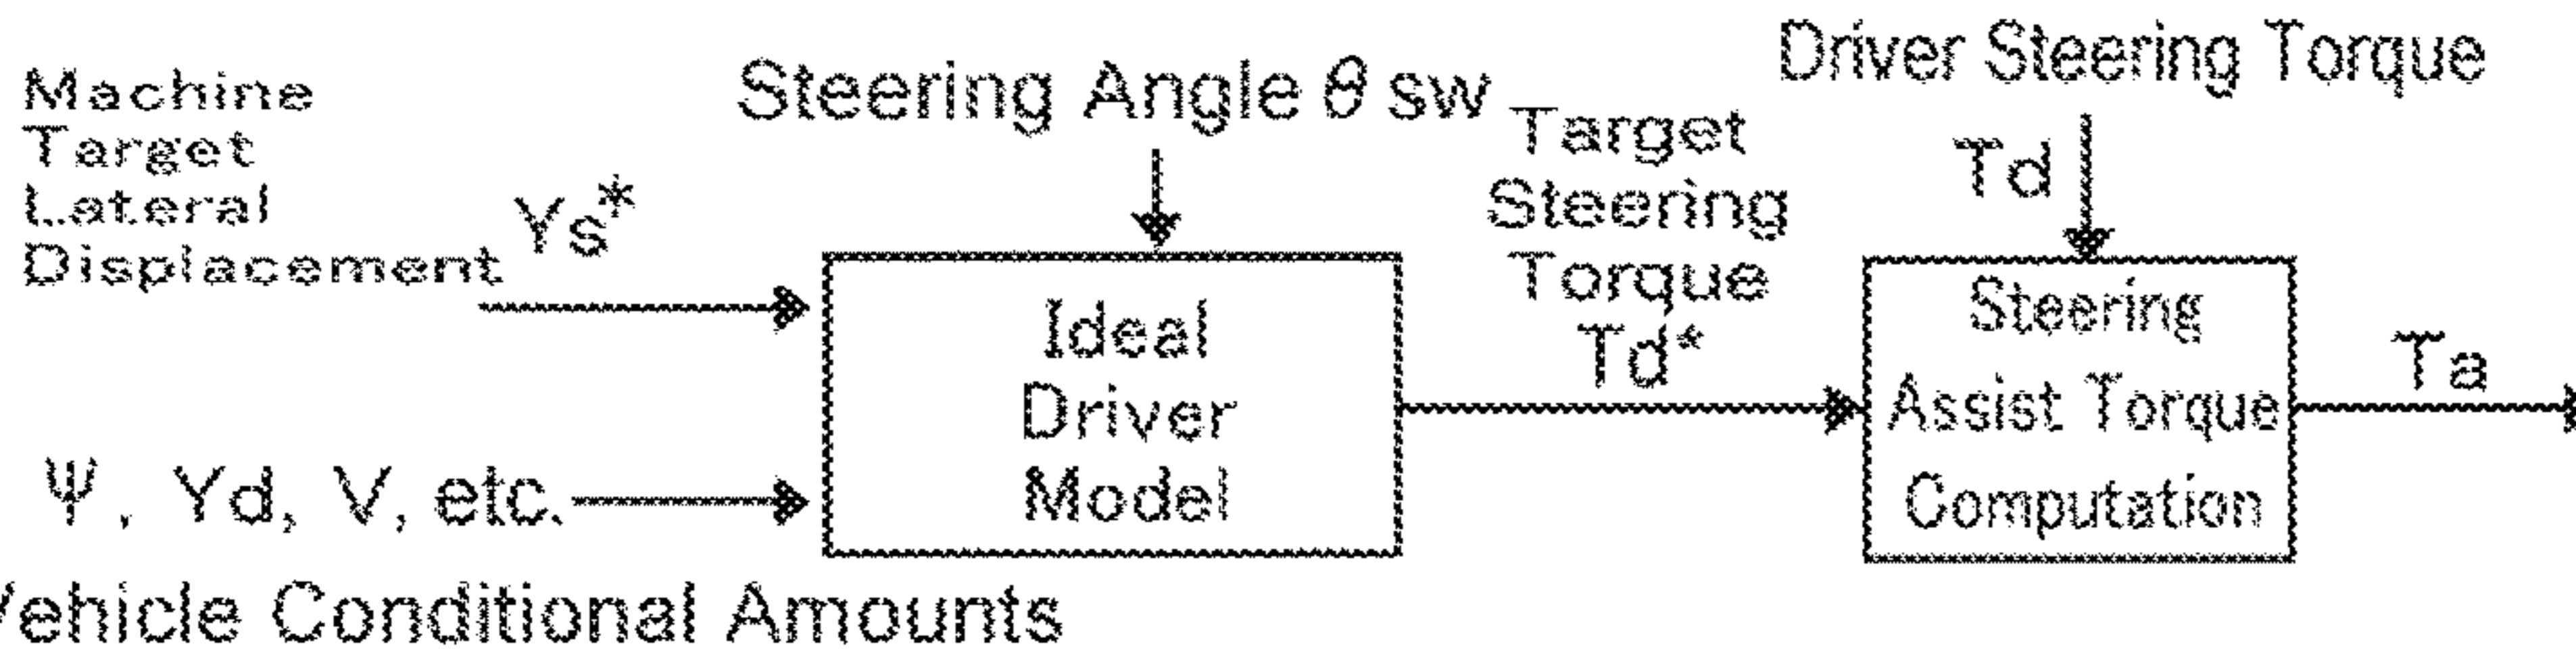 Machine
Target
Lateral
Displacement
Ys*
Steering Angle θ sw
Target
Steering
Torque
Td*
Driver Steering Torque
Td
Ideal
Driver
Model
Steering
Assist Torque
Computation
Ta
Ψ, Yd, V, etc.
Vehicle Conditional Amounts